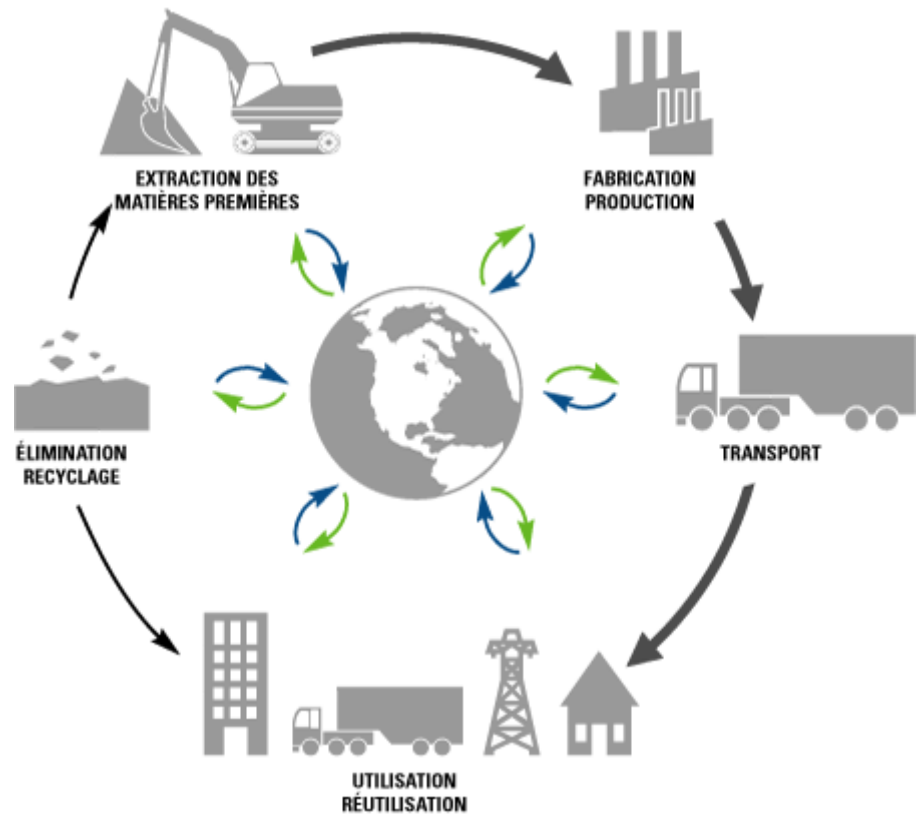 EXTRACTION DES
MATIÈRES PREMIÈRES
FABRICATION
PRODUCTION
TRANSPORT
UTILISATION
RÉUTILISATION
ÉLIMINATION
RECYCLAGE